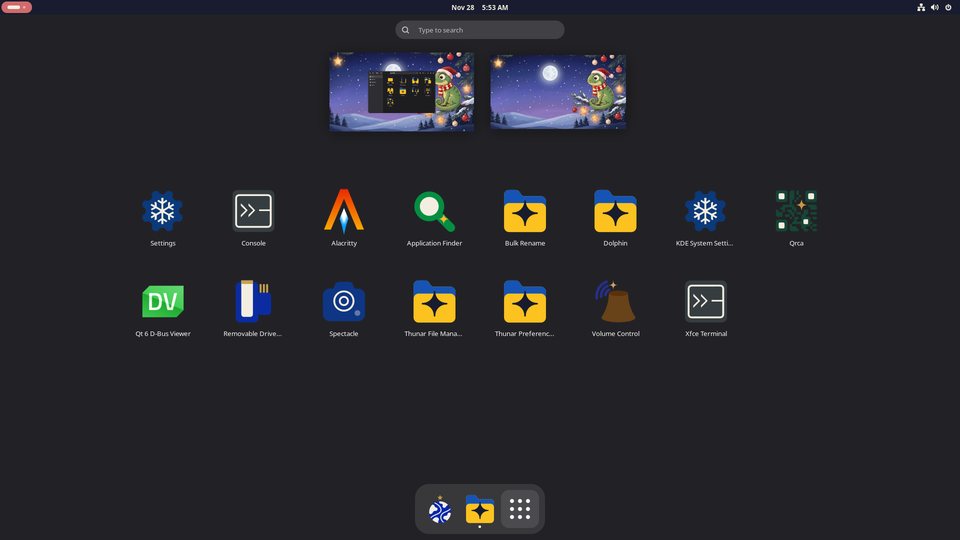 Nov 28 5:53 AM
Type to search
Settings
Console
Alacritty
Application Finder
Bulk Rename
Dolphin
KDE System Setti...
Qrca
DV
Qt 6 D-Bus Viewer
Removable Drive...
Spectacle
Thunar File Mana...
Thunar Preferenc...
Volume Control
Xfce Terminal